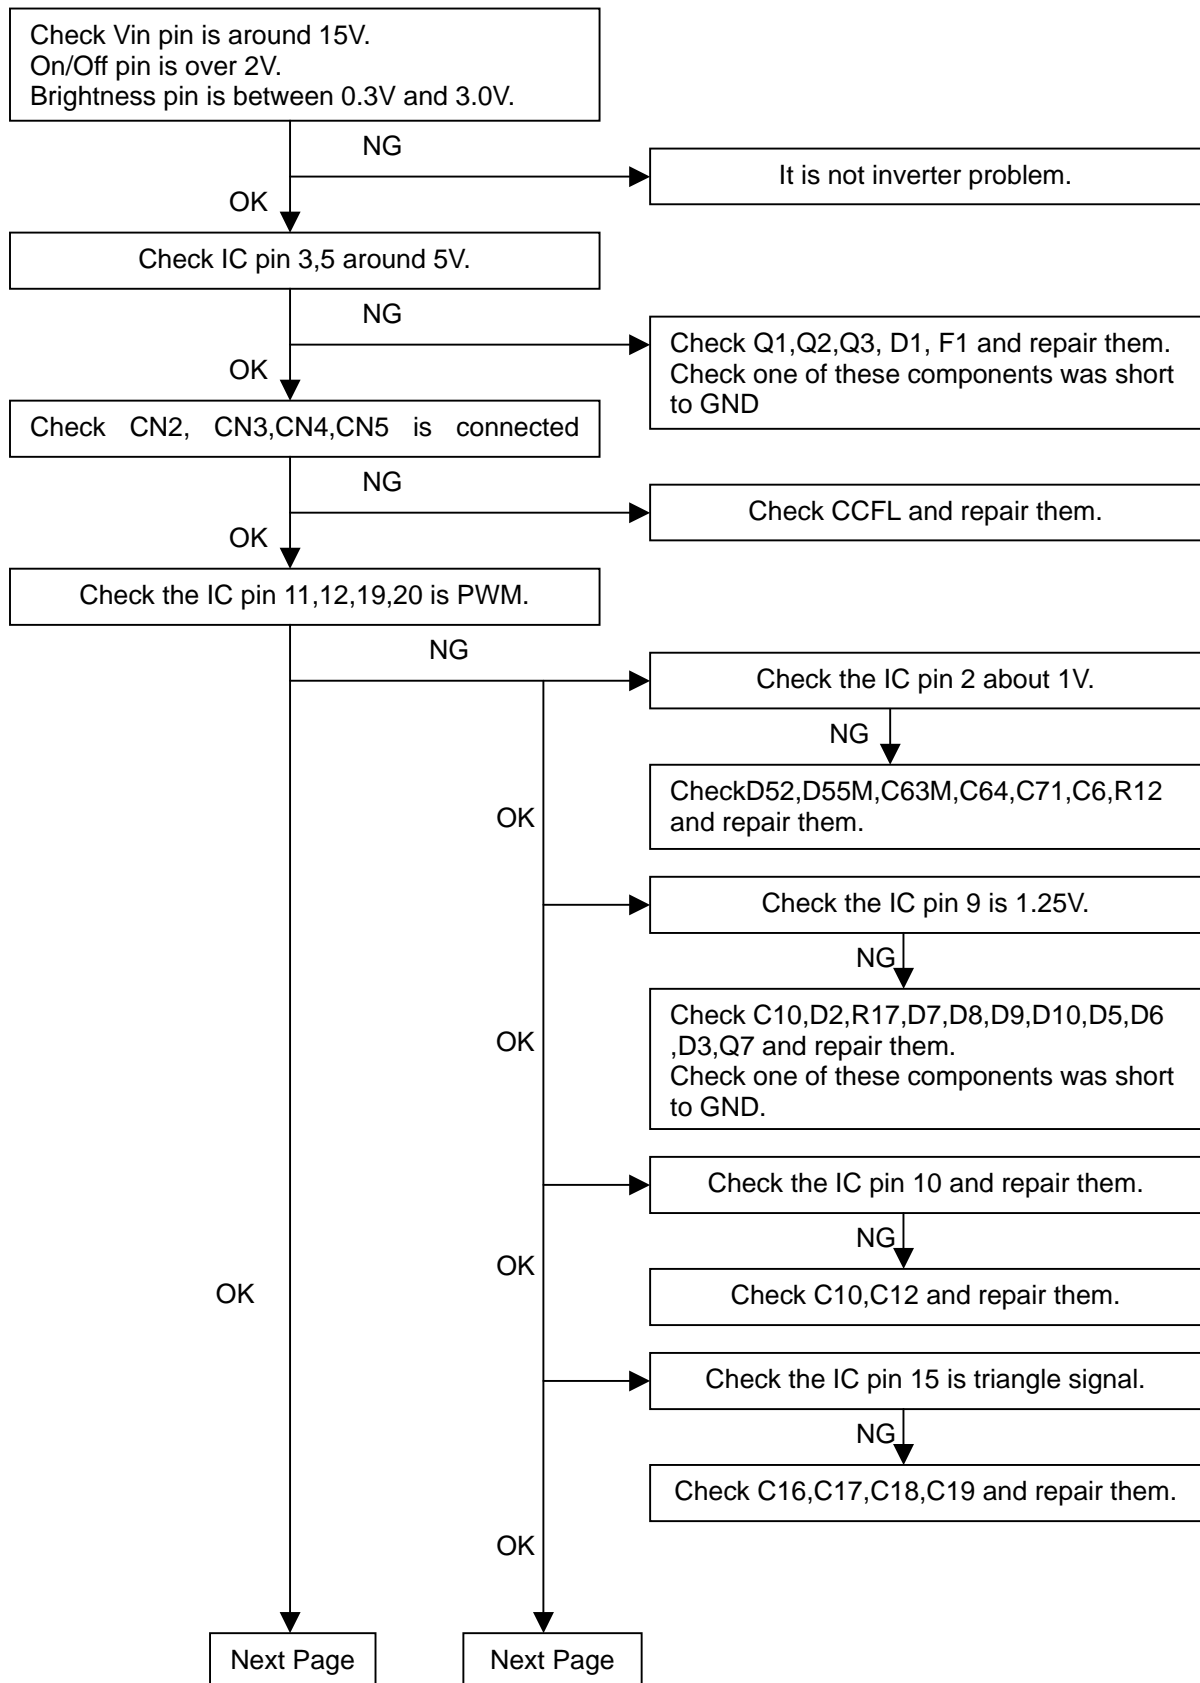 Check Vin pin is around 15V.
On/Off pin is over 2V.
Brightness pin is between 0.3V and 3.0V.
NG
It is not inverter problem.
OK
Check IC pin 3,5 around 5V.
NG
Check Q1,Q2,Q3, D1, F1 and repair them.
Check one of these components was short
to GND
OK
Check CN2, CN3,CN4,CN5 is connected
NG
Check CCFL and repair them.
OK
Check the IC pin 11,12,19,20 is PWM.
NG
Check the IC pin 2 about 1V.
NG
CheckD52,D55M,C63M,C64,C71,C6,R12
and repair them.
OK
Check the IC pin 9 is 1.25V.
NG
Check C10,D2,R17,D7,D8,D9,D10,D5,D6
,D3,Q7 and repair them.
Check one of these components was short
to GND.
OK
Check the IC pin 10 and repair them.
NG
Check C10,C12 and repair them.
OK
OK
Check the IC pin 15 is triangle signal.
NG
Check C16,C17,C18,C19 and repair them.
OK
Next Page
Next Page